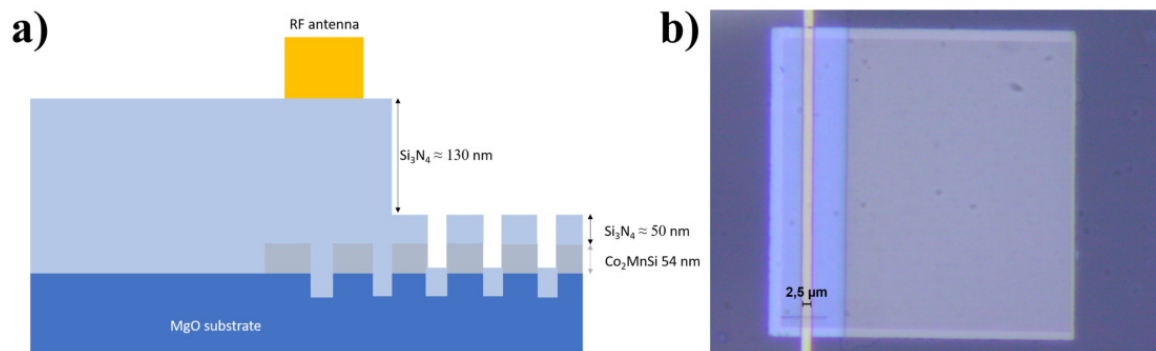 a)
RF antenna
Si₃N₄ ≈ 130 nm
Si₃N₄ ≈ 50 nm
Co₂MnSi 54 nm
MgO substrate
b)
2,5 μm